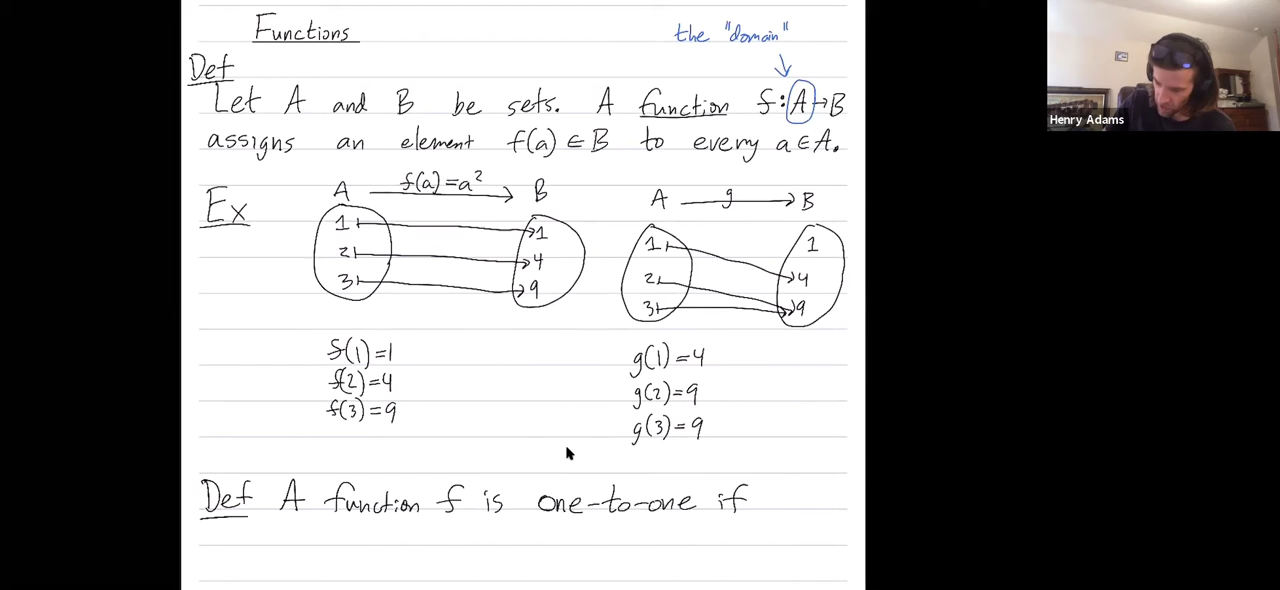 Functions
the "domain"
Def
Let A and B be sets. A function f: A → B
assigns an element f(a) ∈ B to every a ∈ A.
Ex
A f(a) = a² B
1 1
2 4
3 9
A g B
1 1
2 4
3 9
f(1) = 1
f(2) = 4
f(3) = 9
g(1) = 4
g(2) = 9
g(3) = 9
Def A function f is one-to-one if
Henry Adams